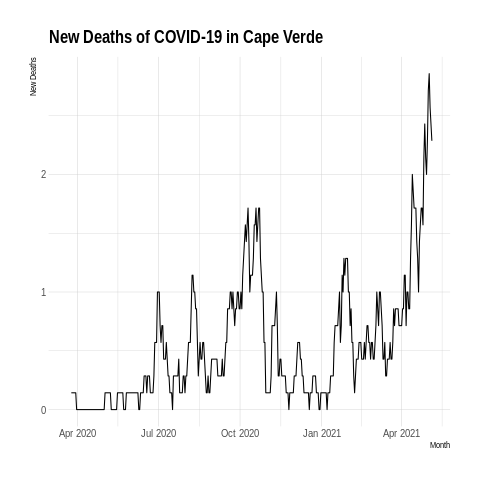 New Deaths of COVID-19 in Cape Verde
New Deaths
2
1
0
Apr 2020 Jul 2020 Oct 2020 Jan 2021 Apr 2021
Month